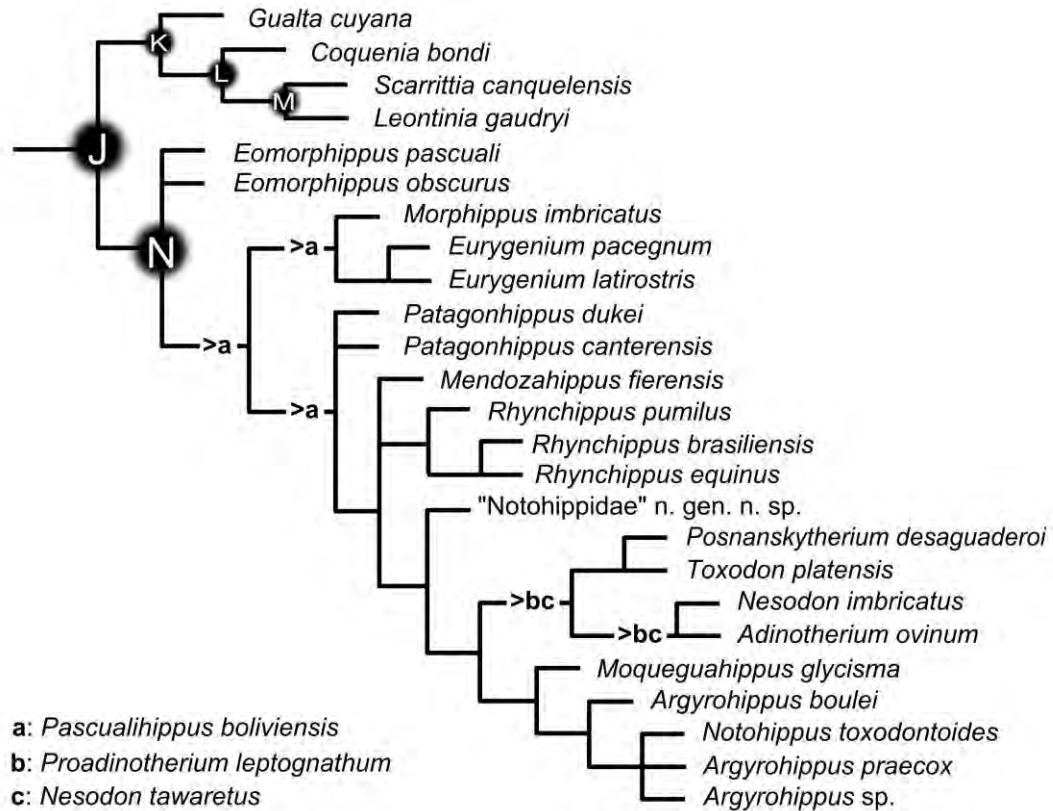 Gualta cuyana
K
Coquenia bondi
L
Scarrittia canquelensis
M
Leontinia gaudryi
J
Eomorphippus pascuali
Eomorphippus obscurus
Morphippus imbricatus
>a
Eurygenium pacegnum
N
Eurygenium latirostris
Patagonhippus dukei
>a
Patagonhippus canterensis
Mendozahippus fierensis
>a
Rhynchippus pumilus
Rhynchippus brasiliensis
Rhynchippus equinus
"Notohippidae" n. gen. n. sp.
Posnanskytherium desaguaderoi
Toxodon platensis
>bc
Nesodon imbricatus
>bc
Adinotherium ovinum
Moqueguahippus glycisma
Argyrohippus boulei
Notohippus toxodontoides
Argyrohippus praecox
Argyrohippus sp.
a: Pascualihippus boliviensis
b: Proadinotherium leptognathum
c: Nesodon tawaretus